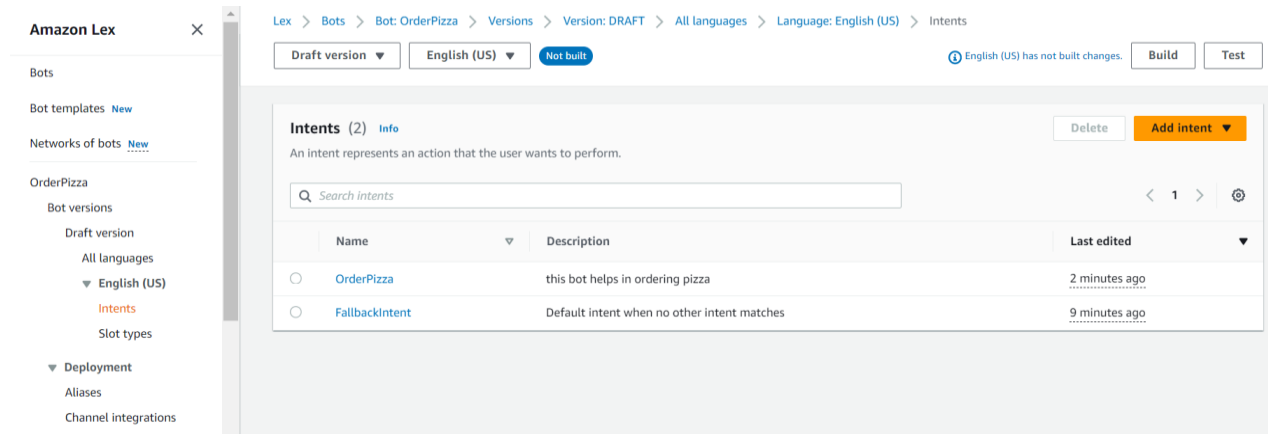 Amazon Lex
Bots
Bot templates New
Networks of bots New
OrderPizza
Bot versions
Draft version
All languages
English (US)
Intents
Slot types
Deployment
Aliases
Channel integrations
Lex > Bots > Bot: OrderPizza > Versions > Version: DRAFT > All languages > Language: English (US) > Intents
Draft version English (US) Not built English (US) has not built changes. Build Test
Intents (2) Info Delete Add intent
An intent represents an action that the user wants to perform.
Search intents 1
Name Description Last edited
OrderPizza this bot helps in ordering pizza 2 minutes ago
FallbackIntent Default intent when no other intent matches 9 minutes ago